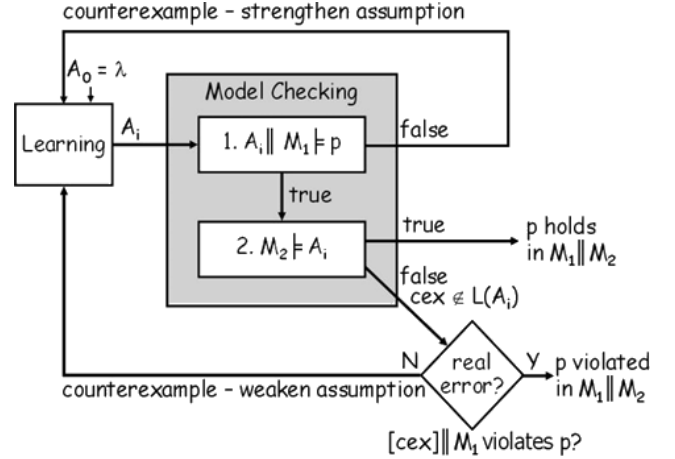 counterexample – strengthen assumption
A₀ = λ
Model Checking
Learning
Aᵢ
1. Aᵢ || M₁ ⊨ p
false
true
2. M₂ ⊨ Aᵢ
true
p holds
in M₁ || M₂
false
cex ∉ L(Aᵢ)
N
real
error?
Y
p violated
in M₁ || M₂
counterexample – weaken assumption
[cex] || M₁ violates p?